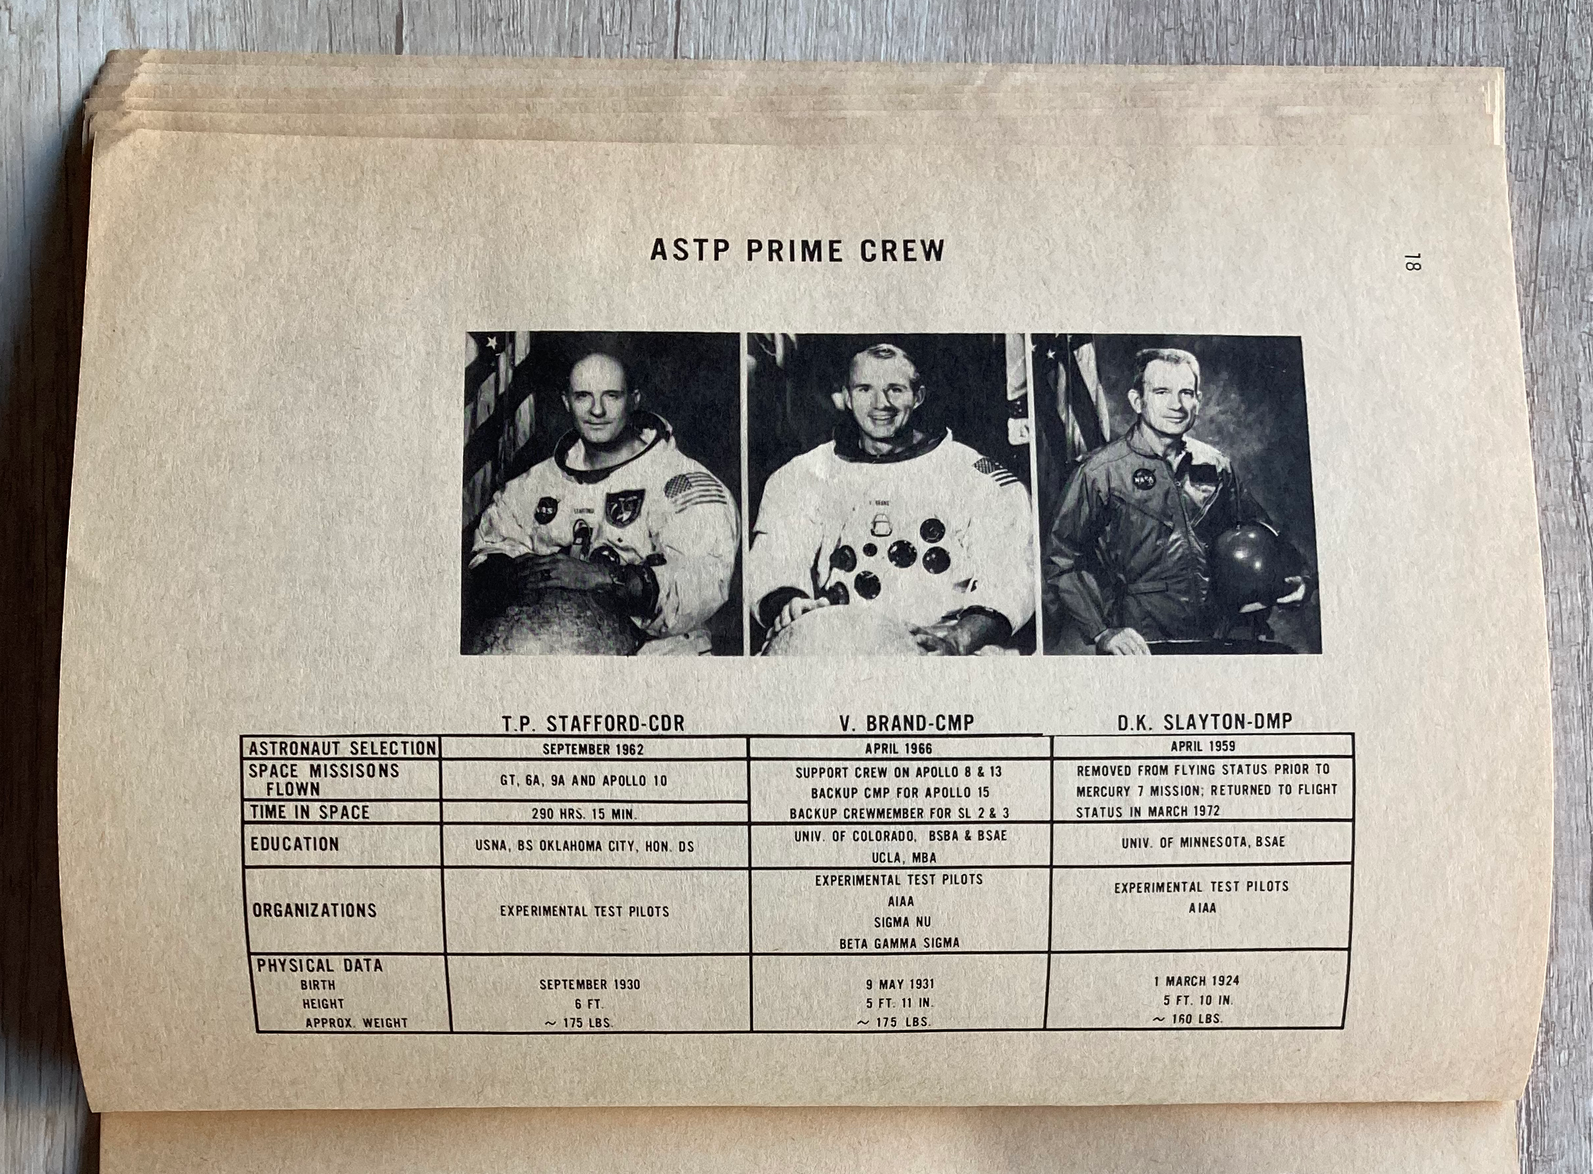 ASTP PRIME CREW
18
NASA
STAFFORD
V. BRAND
NASA
T.P. STAFFORD-CDR V. BRAND-CMP D.K. SLAYTON-DMP
ASTRONAUT SELECTION SEPTEMBER 1962 APRIL 1966 APRIL 1959
SPACE MISSISONS FLOWN
GT, 6A, 9A AND APOLLO 10
TIME IN SPACE
290 HRS. 15 MIN.
SUPPORT CREW ON APOLLO 8 & 13
BACKUP CMP FOR APOLLO 15
BACKUP CREWMEMBER FOR SL 2 & 3
REMOVED FROM FLYING STATUS PRIOR TO
MERCURY 7 MISSION; RETURNED TO FLIGHT
STATUS IN MARCH 1972
EDUCATION
USNA, BS OKLAHOMA CITY, HON. DS
UNIV. OF COLORADO, BSBA & BSAE
UCLA, MBA
UNIV. OF MINNESOTA, BSAE
ORGANIZATIONS
EXPERIMENTAL TEST PILOTS
EXPERIMENTAL TEST PILOTS
AIAA
SIGMA NU
BETA GAMMA SIGMA
EXPERIMENTAL TEST PILOTS
AIAA
PHYSICAL DATA
BIRTH SEPTEMBER 1930 9 MAY 1931 1 MARCH 1924
HEIGHT 6 FT. 5 FT. 11 IN. 5 FT. 10 IN.
APPROX. WEIGHT ~ 175 LBS. ~ 175 LBS. ~ 160 LBS.